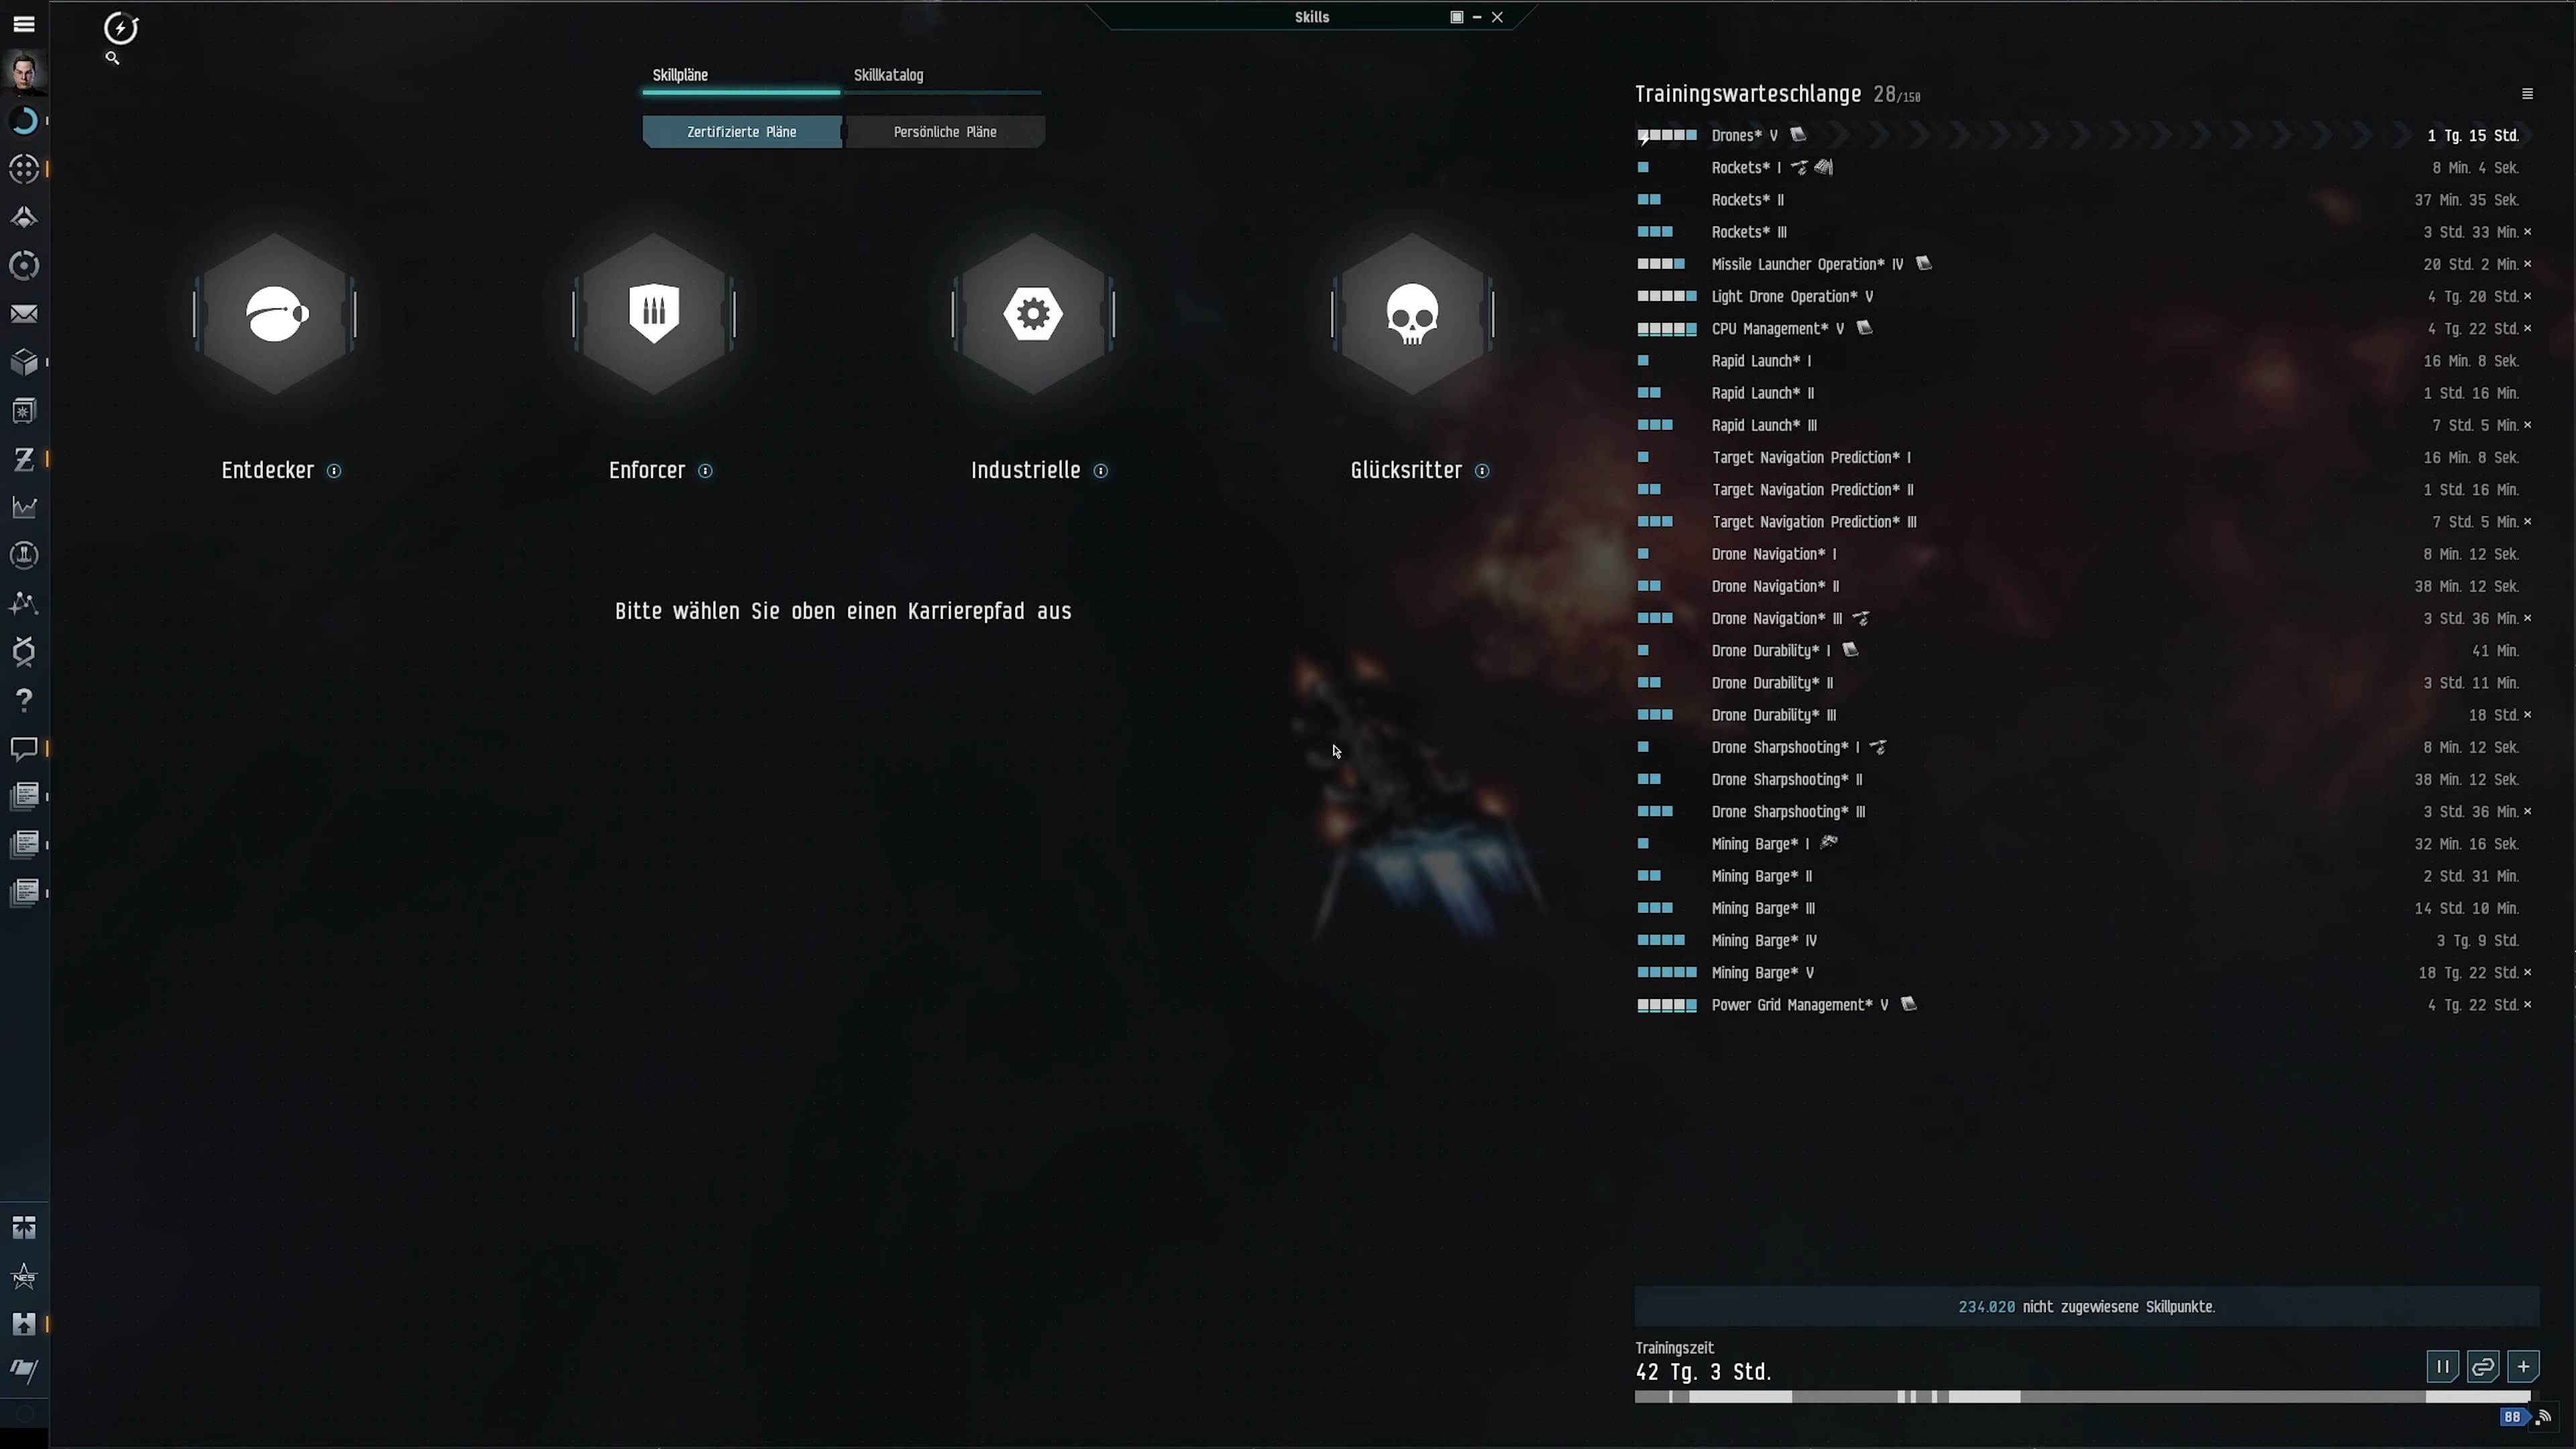 Skills
Skillpläne
Skillkatalog
Zertifizierte Pläne
Persönliche Pläne
Entdecker
Enforcer
Industrielle
Glücksritter
Bitte wählen Sie oben einen Karrierepfad aus
Trainingswarteschlange 28/150
Drones* V 1 Tg. 15 Std.
Rockets* I 8 Min. 4 Sek.
Rockets* II 37 Min. 35 Sek.
Rockets* III 3 Std. 33 Min.
Missile Launcher Operation* IV 20 Std. 2 Min.
Light Drone Operation* V 4 Tg. 20 Std.
CPU Management* V 4 Tg. 22 Std.
Rapid Launch* I 16 Min. 8 Sek.
Rapid Launch* II 1 Std. 16 Min.
Rapid Launch* III 7 Std. 5 Min.
Target Navigation Prediction* I 16 Min. 8 Sek.
Target Navigation Prediction* II 1 Std. 16 Min.
Target Navigation Prediction* III 7 Std. 5 Min.
Drone Navigation* I 8 Min. 12 Sek.
Drone Navigation* II 38 Min. 12 Sek.
Drone Navigation* III 3 Std. 36 Min.
Drone Durability* I 41 Min.
Drone Durability* II 3 Std. 11 Min.
Drone Durability* III 18 Std.
Drone Sharpshooting* I 8 Min. 12 Sek.
Drone Sharpshooting* II 38 Min. 12 Sek.
Drone Sharpshooting* III 3 Std. 36 Min.
Mining Barge* I 32 Min. 16 Sek.
Mining Barge* II 2 Std. 31 Min.
Mining Barge* III 14 Std. 10 Min.
Mining Barge* IV 3 Tg. 9 Std.
Mining Barge* V 18 Tg. 22 Std.
Power Grid Management* V 4 Tg. 22 Std.
234.020 nicht zugewiesene Skillpunkte.
Trainingszeit
42 Tg. 3 Std.
88
NES